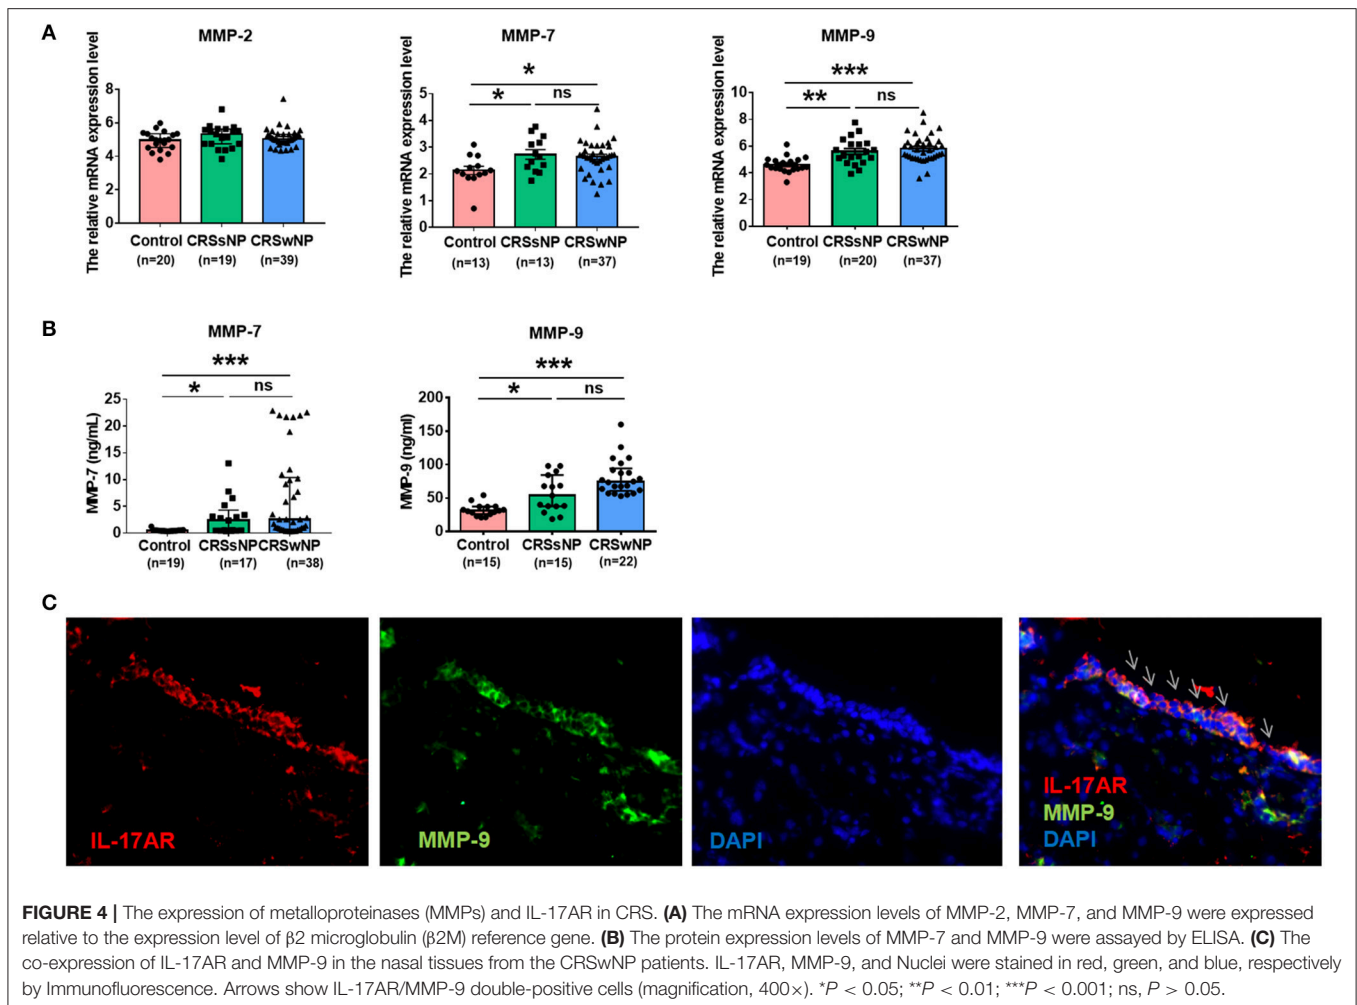 A
MMP-2
The relative mRNA expression level
8
6
4
2
0
Control
CRSsNP
CRSwNP
(n=20)
(n=19)
(n=39)
MMP-7
The relative mRNA expression level
*
*
ns
5
4
3
2
1
0
Control
CRSsNP
CRSwNP
(n=13)
(n=13)
(n=37)
MMP-9
The relative mRNA expression level
***
**
ns
10
8
6
4
2
0
Control
CRSsNP
CRSwNP
(n=19)
(n=20)
(n=37)
B
MMP-7
MMP-7 (ng/mL)
***
*
ns
25
20
15
10
5
0
Control
CRSsNP
CRSwNP
(n=19)
(n=17)
(n=38)
MMP-9
MMP-9 (ng/ml)
***
*
ns
200
150
100
50
0
Control
CRSsNP
CRSwNP
(n=15)
(n=15)
(n=22)
C
IL-17AR
MMP-9
DAPI
IL-17AR
MMP-9
DAPI
FIGURE 4 | The expression of metalloproteinases (MMPs) and IL-17AR in CRS. (A) The mRNA expression levels of MMP-2, MMP-7, and MMP-9 were expressed
relative to the expression level of β2 microglobulin (β2M) reference gene. (B) The protein expression levels of MMP-7 and MMP-9 were assayed by ELISA. (C) The
co-expression of IL-17AR and MMP-9 in the nasal tissues from the CRSwNP patients. IL-17AR, MMP-9, and Nuclei were stained in red, green, and blue, respectively
by Immunofluorescence. Arrows show IL-17AR/MMP-9 double-positive cells (magnification, 400×). *P < 0.05; **P < 0.01; ***P < 0.001; ns, P > 0.05.